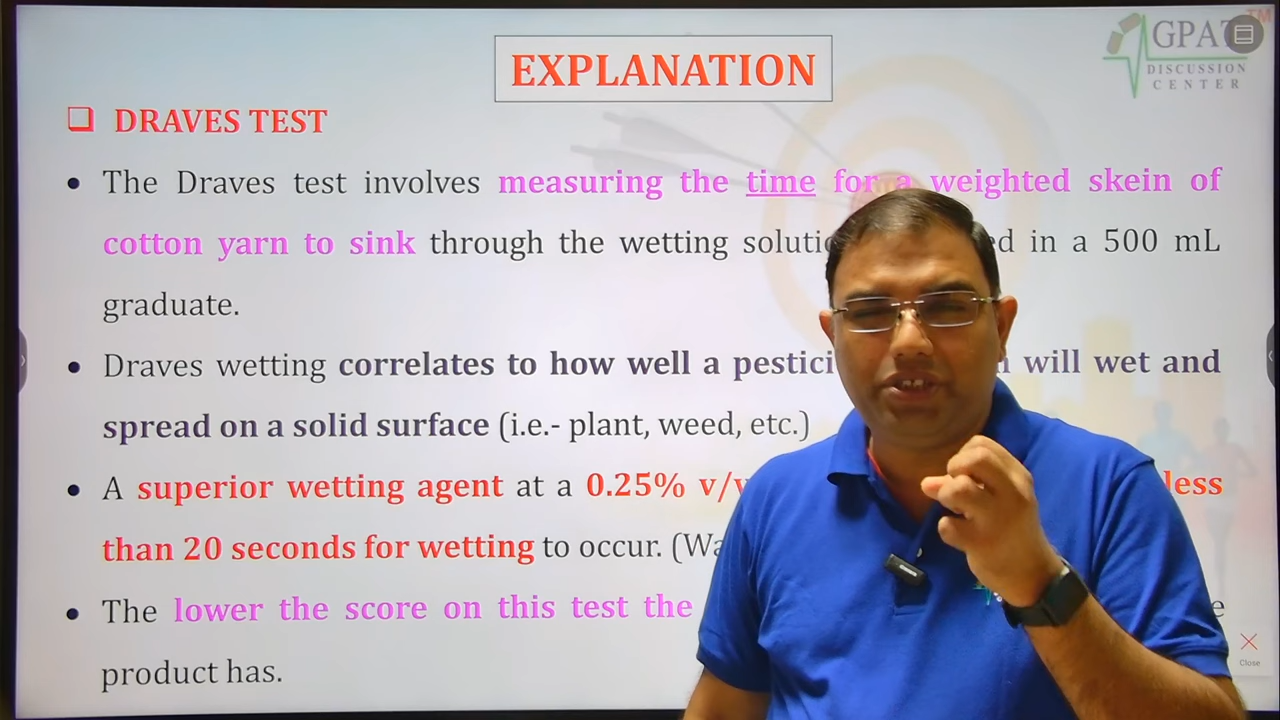 EXPLANATION
GPAT
TM
DISCUSSION
CENTER
DRAVES TEST
• The Draves test involves measuring the time for a weighted skein of
cotton yarn to sink through the wetting in a 500 mL
graduate.
• Draves wetting correlates to how well a will wet and
spread on a solid surface (i.e.- plant, weed, etc.)
• A superior wetting agent at a 0.25% less
than 20 seconds for wetting to occur.
• The lower the score on this test the
product has.
Close